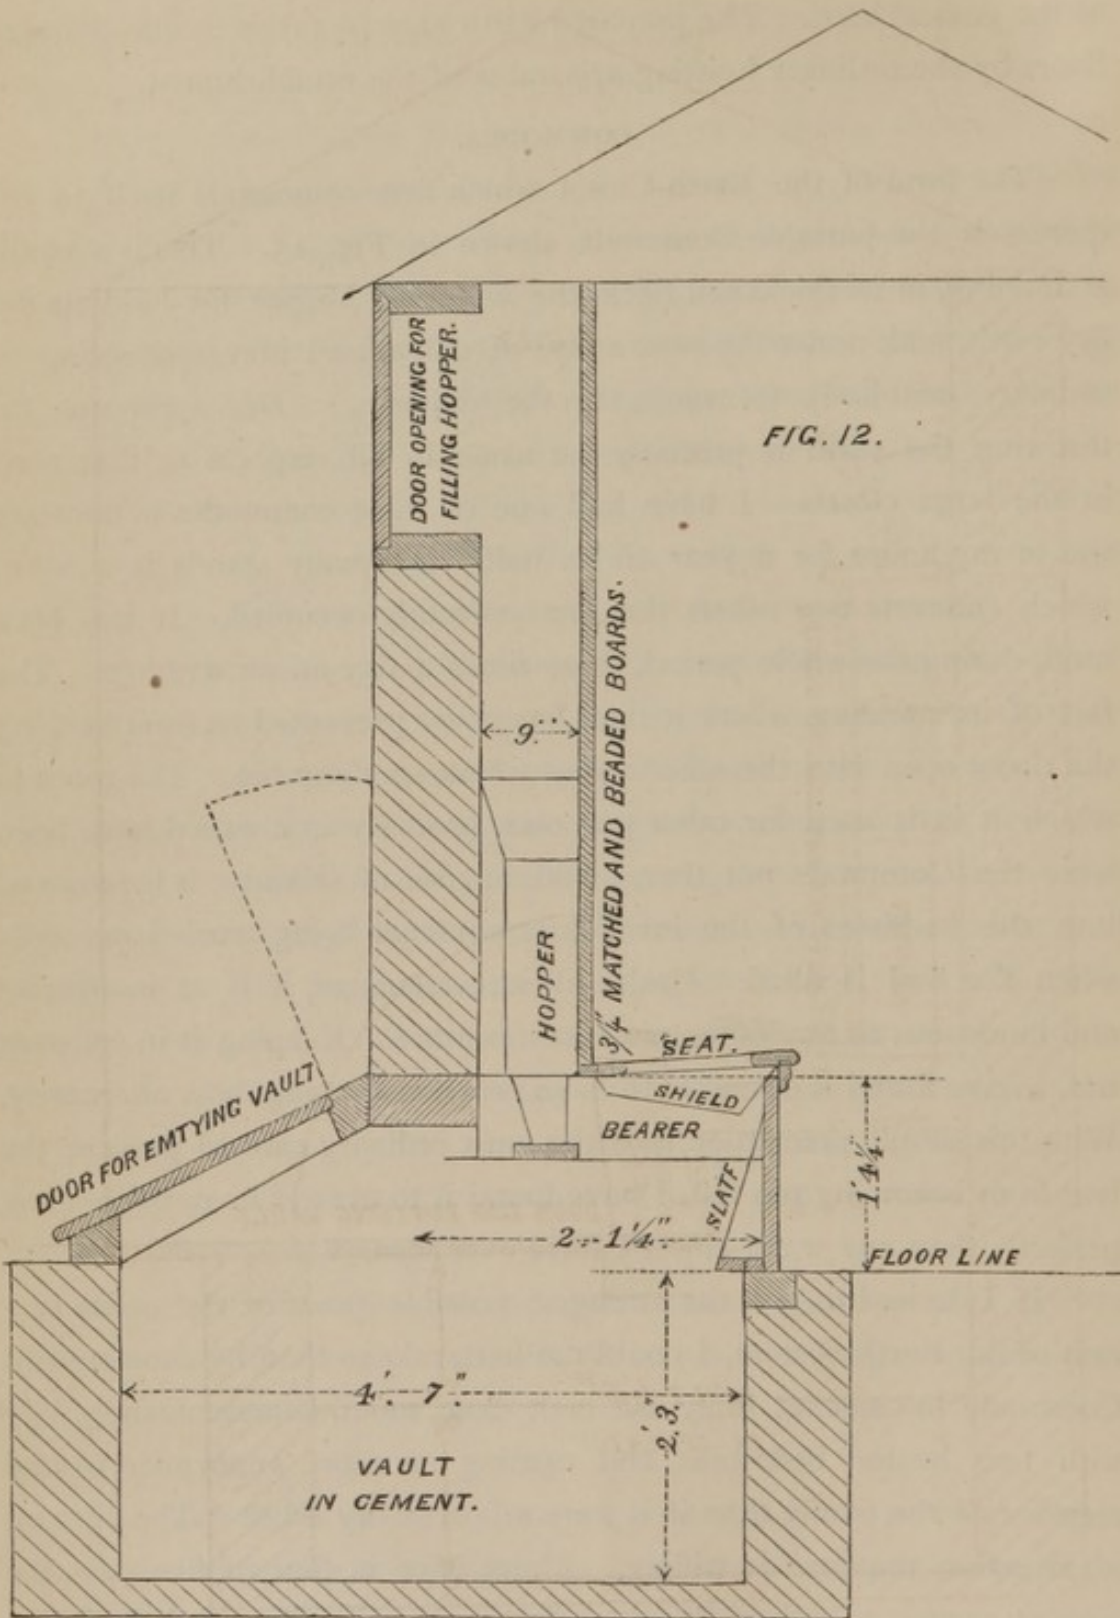 DOOR OPENING FOR
FILLING HOPPER.
FIG. 12.
3/4" MATCHED AND BEADED BOARDS.
9"
HOPPER
SEAT.
SHIELD
BEARER
DOOR FOR EMTYING VAULT
SLATE
1'.4¼"
2.-1¼"
FLOOR LINE
4'.- 7."
2'.3."
VAULT
IN CEMENT.